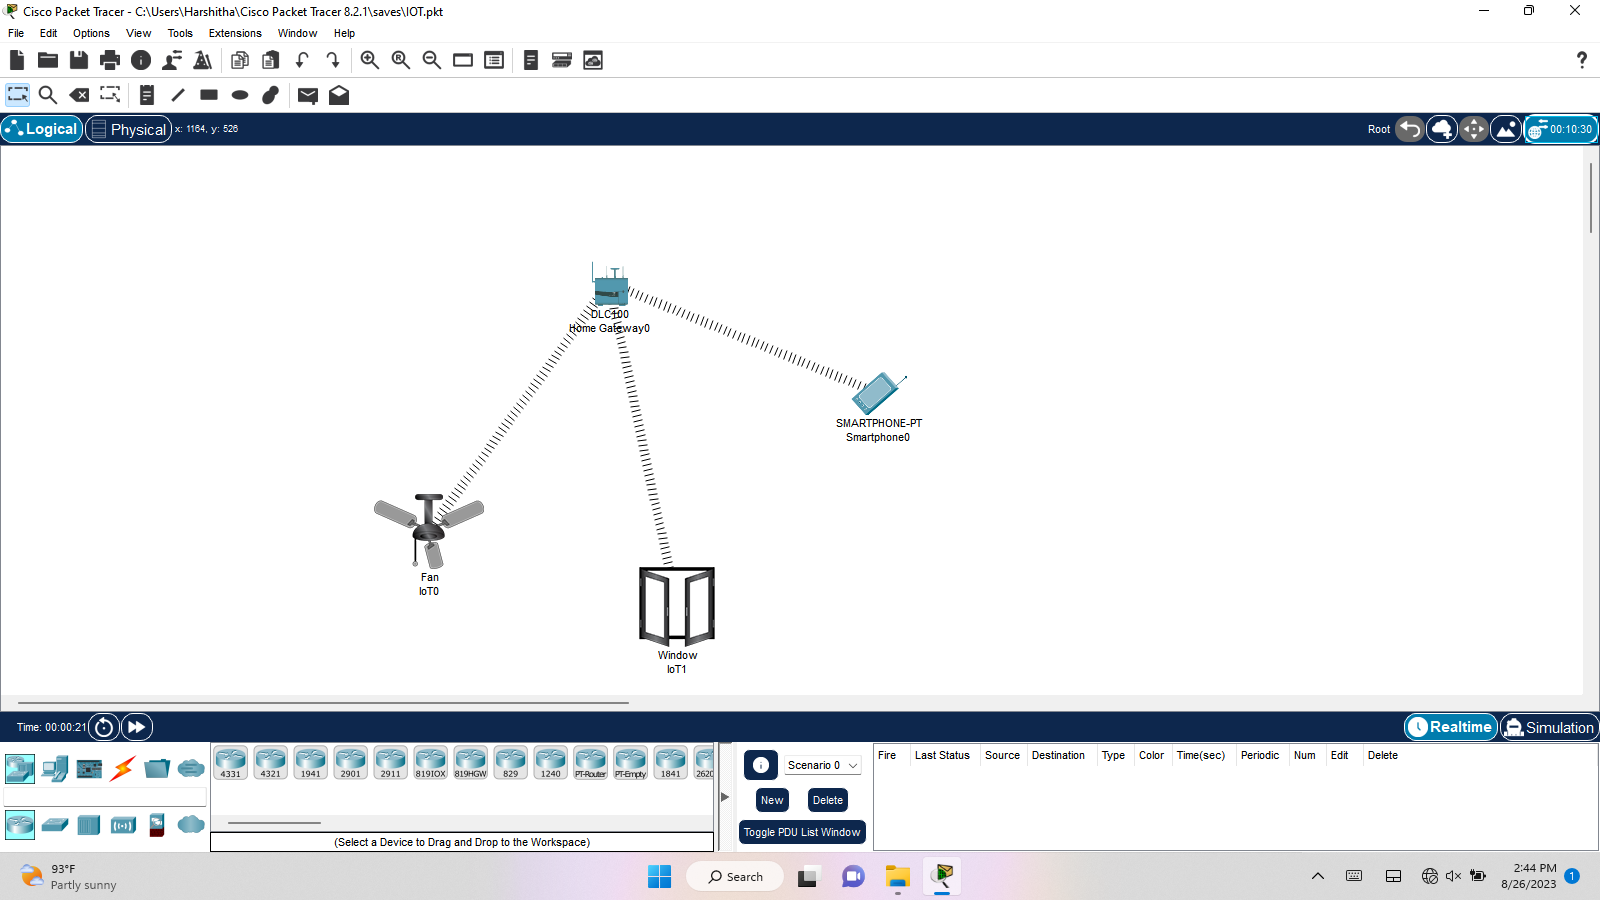 Cisco Packet Tracer - C:\Users\Harshitha\Cisco Packet Tracer 8.2.1\saves\IOT.pkt
File Edit Options View Tools Extensions Window Help
Logical Physical x: 1164, y: 526 Root 00:10:30
DLC100
Home Gateway0
SMARTPHONE-PT
Smartphone0
Fan
IoT0
Window
IoT1
Time: 00:00:21 Realtime Simulation
4331 4321 1941 2901 2911 819IOX 819HGW 829 1240 PT-Router PT-Empty 1841 2620
(Select a Device to Drag and Drop to the Workspace)
Scenario 0
New Delete
Toggle PDU List Window
Fire Last Status Source Destination Type Color Time(sec) Periodic Num Edit Delete
93°F
Partly sunny
Search
2:44 PM
8/26/2023
1